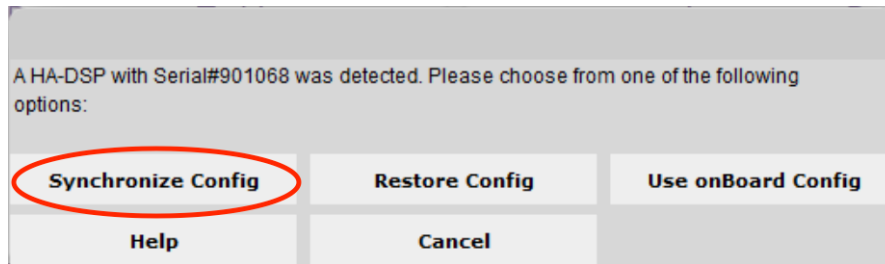 A HA-DSP with Serial#901068 was detected. Please choose from one of the following
options:
Synchronize Config Restore Config Use onBoard Config
Help Cancel